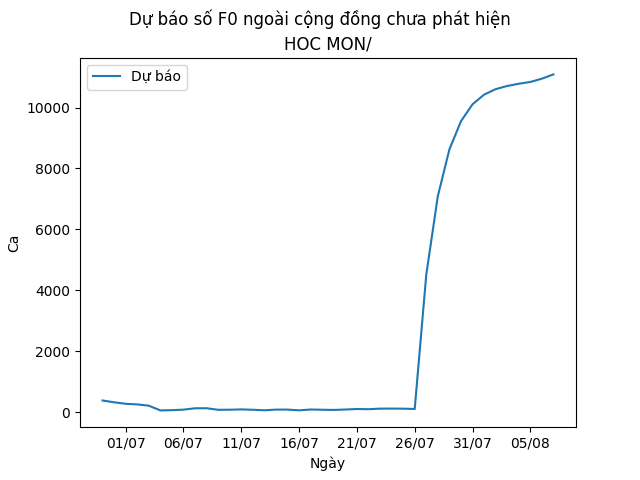 Dự báo số F0 ngoài cộng đồng chưa phát hiện
HOC MON/
Dự báo
Ca
10000
8000
6000
4000
2000
0
01/07 06/07 11/07 16/07 21/07 26/07 31/07 05/08
Ngày